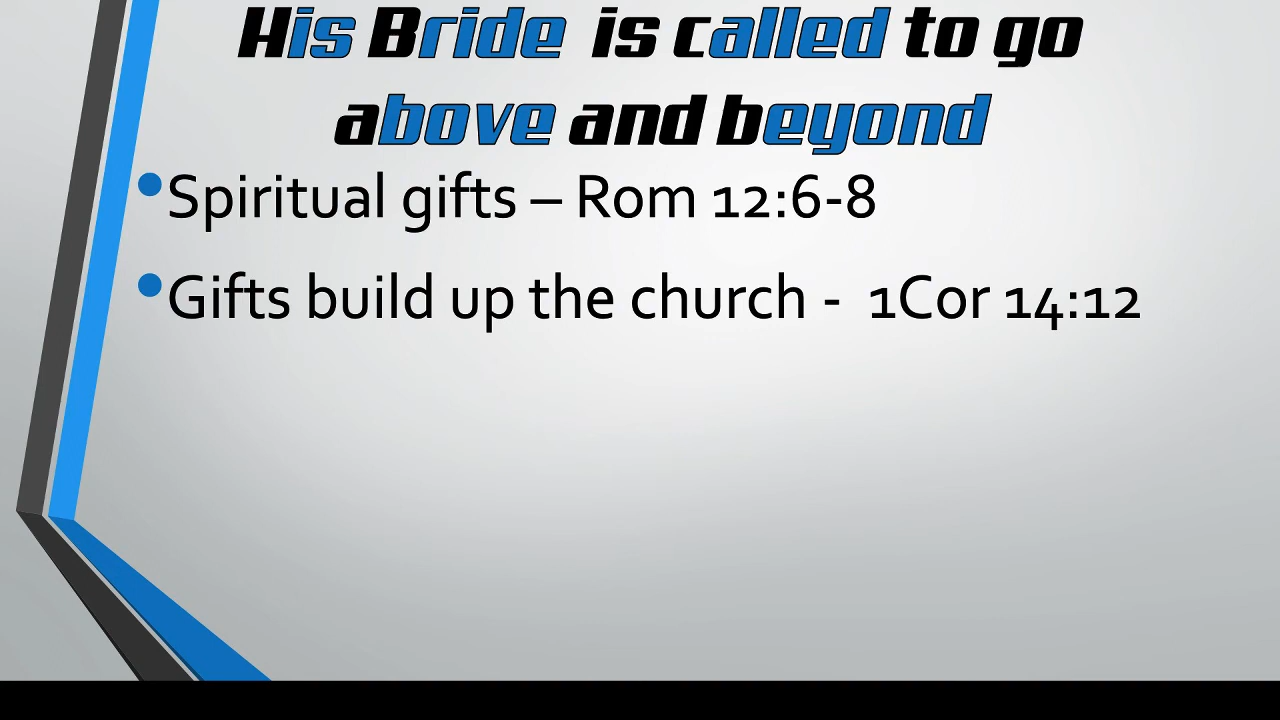 His Bride is called to go
above and beyond
•Spiritual gifts – Rom 12:6-8
•Gifts build up the church - 1Cor 14:12